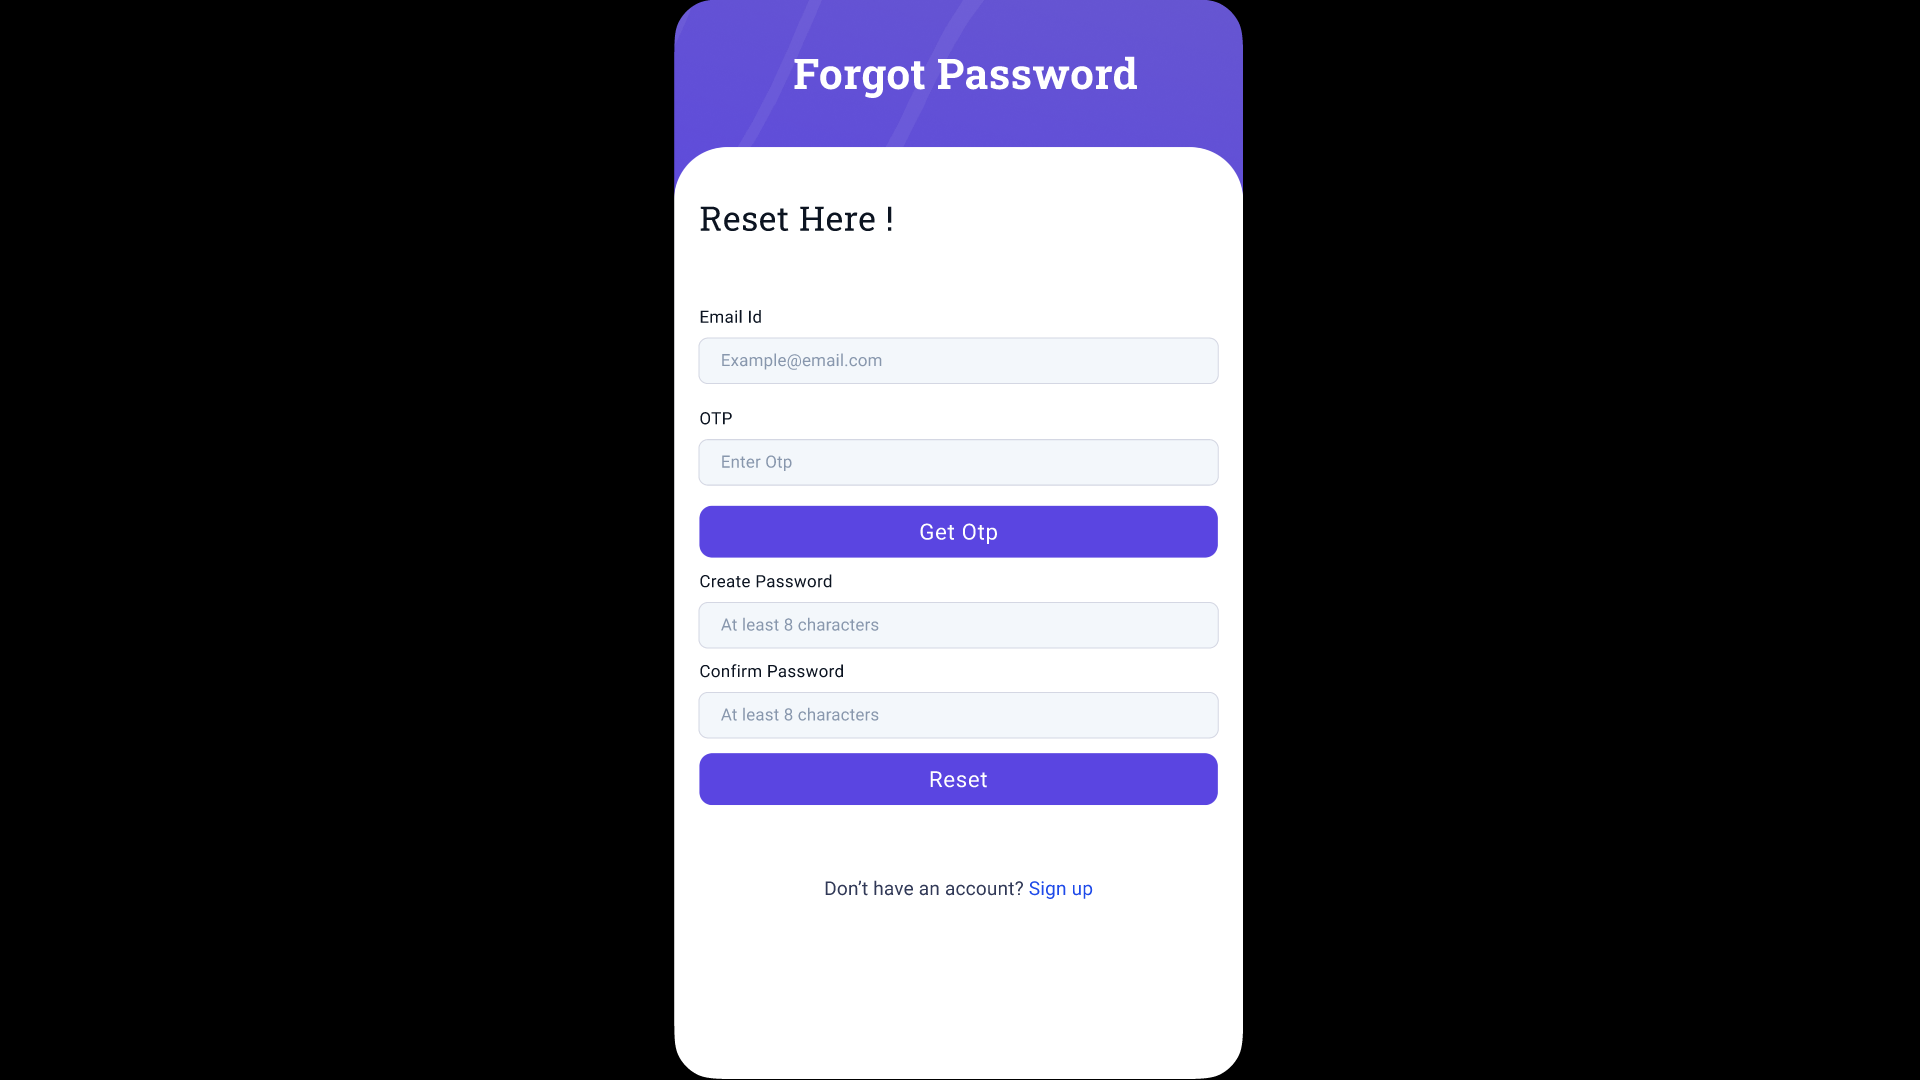 Forgot Password
Reset Here !
Email Id
Example@email.com
OTP
Enter Otp
Get Otp
Create Password
At least 8 characters
Confirm Password
At least 8 characters
Reset
Don’t have an account? Sign up